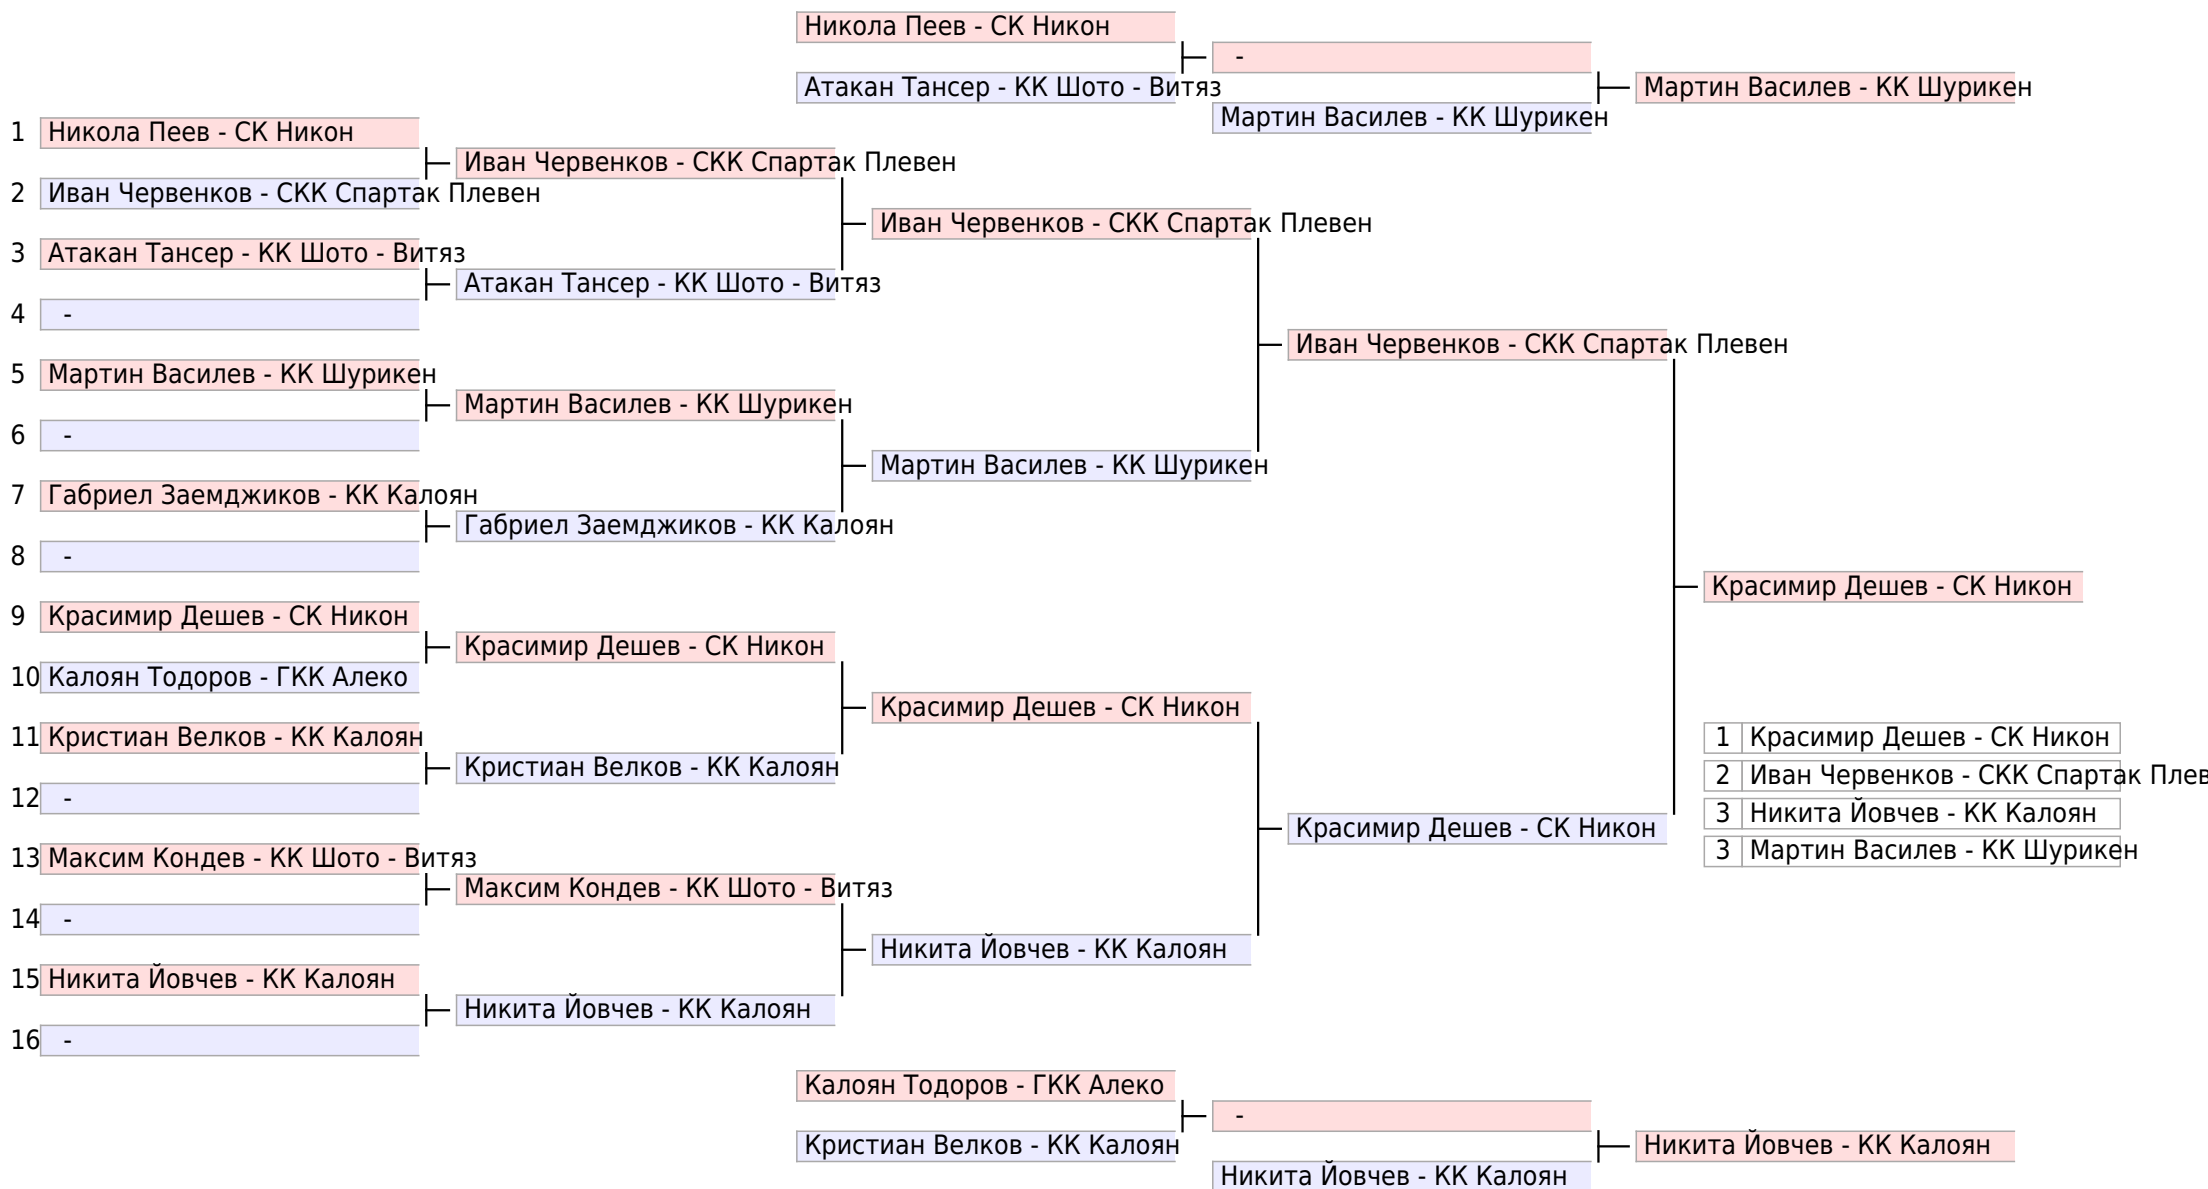 Никола Пеев - СК Никон
-
Атакан Тансер - КК Шото - Витяз
Мартин Василев - КК Шурикен
Мартин Василев - КК Шурикен
1 Никола Пеев - СК Никон
Иван Червенков - СКК Спартак Плевен
2 Иван Червенков - СКК Спартак Плевен
Иван Червенков - СКК Спартак Плевен
3 Атакан Тансер - КК Шото - Витяз
Атакан Тансер - КК Шото - Витяз
4 -
Иван Червенков - СКК Спартак Плевен
5 Мартин Василев - КК Шурикен
Мартин Василев - КК Шурикен
6 -
Мартин Василев - КК Шурикен
7 Габриел Заемджиков - КК Калоян
Габриел Заемджиков - КК Калоян
8 -
Красимир Дешев - СК Никон
9 Красимир Дешев - СК Никон
Красимир Дешев - СК Никон
10 Калоян Тодоров - ГКК Алеко
Красимир Дешев - СК Никон
11 Кристиан Велков - КК Калоян
Кристиан Велков - КК Калоян
12 -
Красимир Дешев - СК Никон
1 Красимир Дешев - СК Никон
2 Иван Червенков - СКК Спартак Плев
3 Никита Йовчев - КК Калоян
3 Мартин Василев - КК Шурикен
13 Максим Кондев - КК Шото - Витяз
Максим Кондев - КК Шото - Витяз
14 -
Никита Йовчев - КК Калоян
15 Никита Йовчев - КК Калоян
Никита Йовчев - КК Калоян
16 -
Калоян Тодоров - ГКК Алеко
-
Кристиан Велков - КК Калоян
Никита Йовчев - КК Калоян
Никита Йовчев - КК Калоян